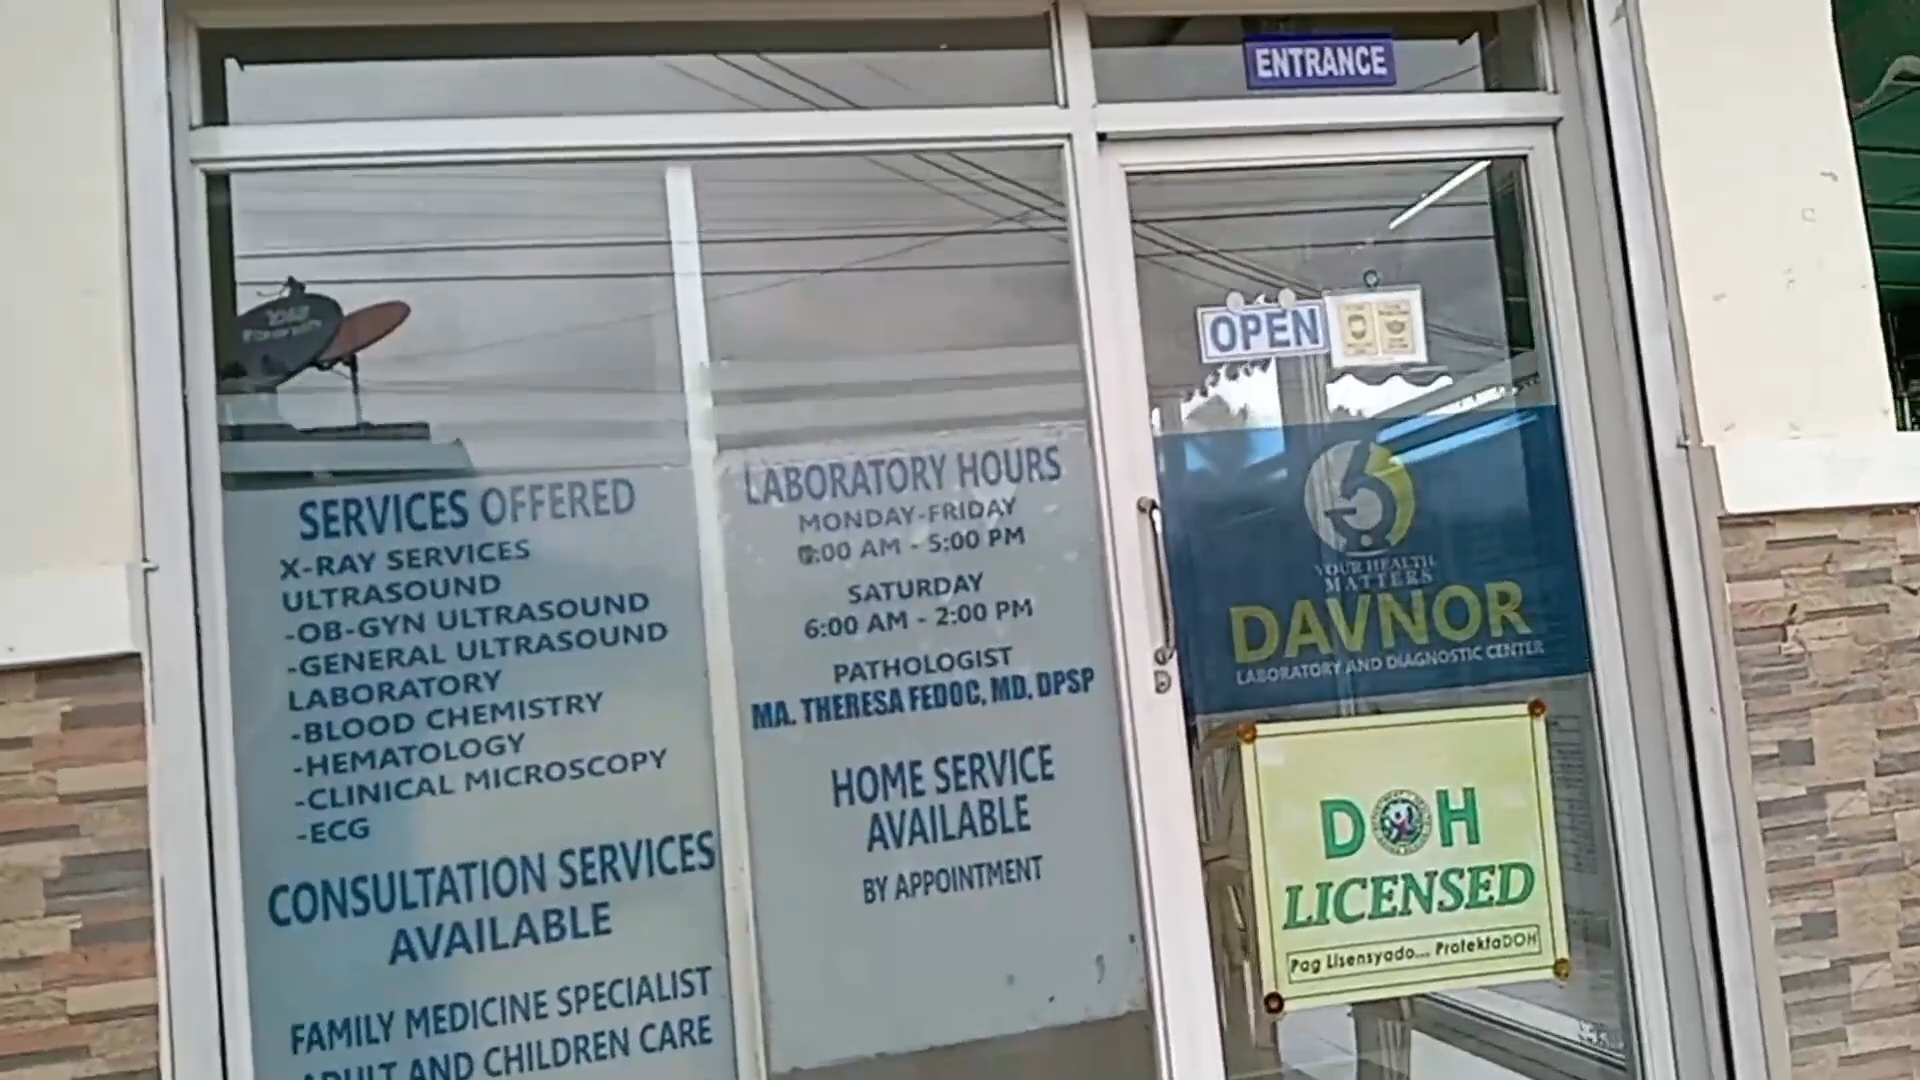 ENTRANCE
OPEN
SERVICES OFFERED
X-RAY SERVICES
ULTRASOUND
-OB-GYN ULTRASOUND
-GENERAL ULTRASOUND
LABORATORY
-BLOOD CHEMISTRY
-HEMATOLOGY
-CLINICAL MICROSCOPY
-ECG
CONSULTATION SERVICES
AVAILABLE
FAMILY MEDICINE SPECIALIST
ADULT AND CHILDREN CARE
LABORATORY HOURS
MONDAY-FRIDAY
:00 AM - 5:00 PM
SATURDAY
6:00 AM - 2:00 PM
PATHOLOGIST
MA. THERESA FEDOC, MD, DPSP
HOME SERVICE
AVAILABLE
BY APPOINTMENT
YOUR HEALTH
MATTERS
DAVNOR
LABORATORY AND DIAGNOSTIC CENTER
DOH
LICENSED
Pag Lisensyado.... ProtektaDOH